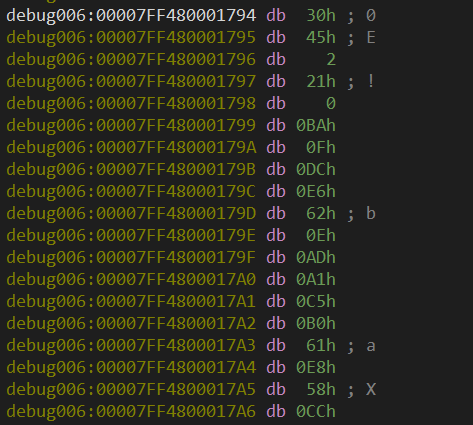 debug006:00007FF480001794 db  30h ; 0
debug006:00007FF480001795 db  45h ; E
debug006:00007FF480001796 db    2
debug006:00007FF480001797 db  21h ; !
debug006:00007FF480001798 db    0
debug006:00007FF480001799 db 0BAh
debug006:00007FF48000179A db  0Fh
debug006:00007FF48000179B db 0DCh
debug006:00007FF48000179C db 0E6h
debug006:00007FF48000179D db  62h ; b
debug006:00007FF48000179E db  0Eh
debug006:00007FF48000179F db 0ADh
debug006:00007FF4800017A0 db 0A1h
debug006:00007FF4800017A1 db 0C5h
debug006:00007FF4800017A2 db 0B0h
debug006:00007FF4800017A3 db  61h ; a
debug006:00007FF4800017A4 db 0E8h
debug006:00007FF4800017A5 db  58h ; X
debug006:00007FF4800017A6 db 0CCh